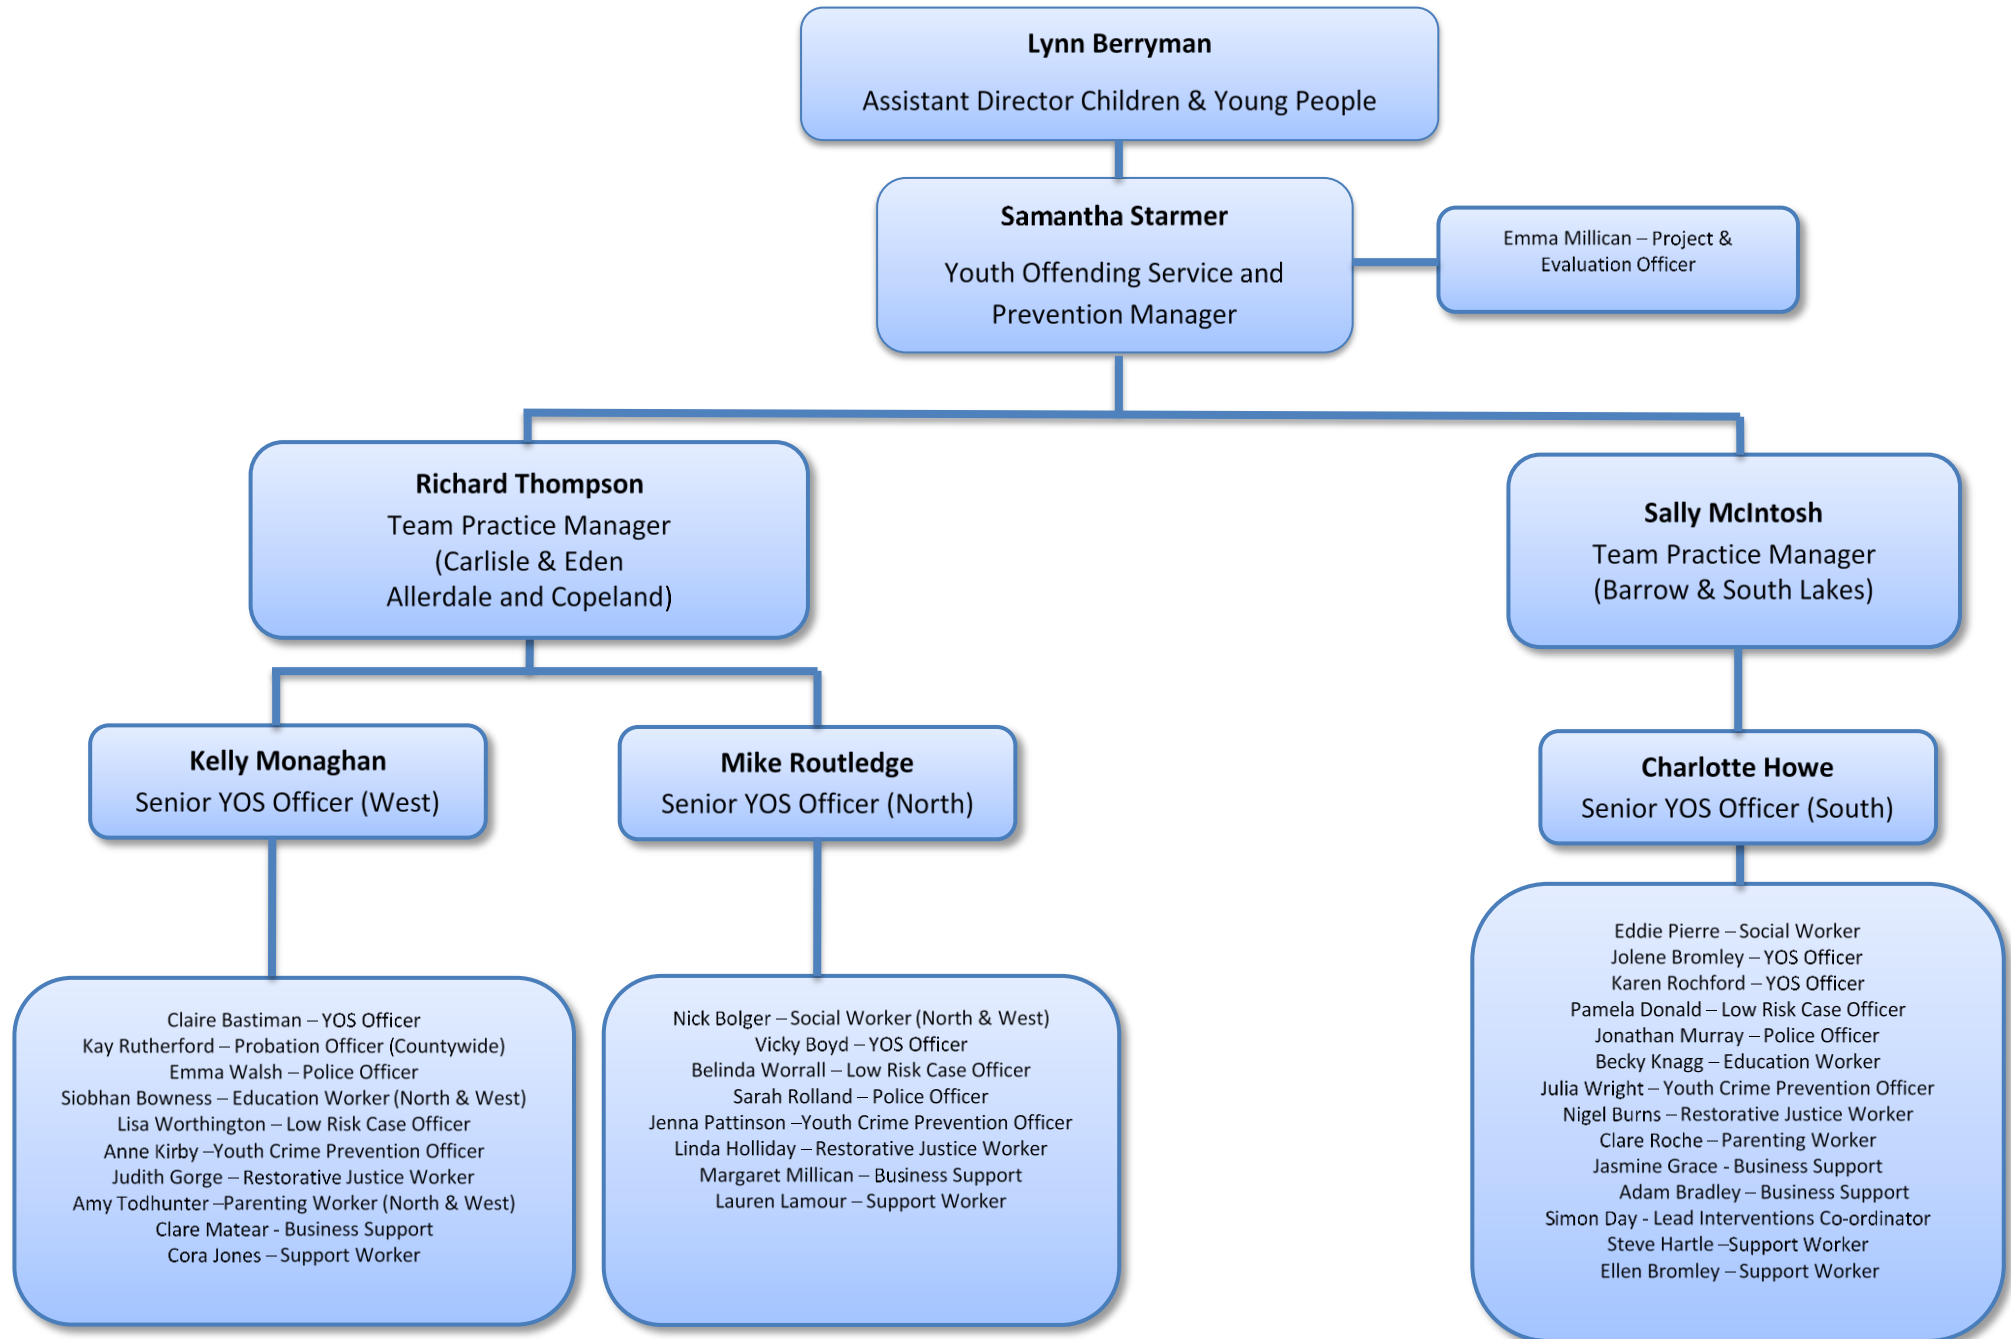 Lynn Berryman
Assistant Director Children & Young People
Samantha Starmer
Youth Offending Service and
Prevention Manager
Emma Millican – Project &
Evaluation Officer
Richard Thompson
Team Practice Manager
(Carlisle & Eden
Allerdale and Copeland)
Sally McIntosh
Team Practice Manager
(Barrow & South Lakes)
Kelly Monaghan
Senior YOS Officer (West)
Mike Routledge
Senior YOS Officer (North)
Charlotte Howe
Senior YOS Officer (South)
Claire Bastiman – YOS Officer
Kay Rutherford – Probation Officer (Countywide)
Emma Walsh – Police Officer
Siobhan Bowness – Education Worker (North & West)
Lisa Worthington – Low Risk Case Officer
Anne Kirby –Youth Crime Prevention Officer
Judith Gorge – Restorative Justice Worker
Amy Todhunter –Parenting Worker (North & West)
Clare Matear - Business Support
Cora Jones – Support Worker
Nick Bolger – Social Worker (North & West)
Vicky Boyd – YOS Officer
Belinda Worrall – Low Risk Case Officer
Sarah Rolland – Police Officer
Jenna Pattinson –Youth Crime Prevention Officer
Linda Holliday – Restorative Justice Worker
Margaret Millican – Business Support
Lauren Lamour – Support Worker
Eddie Pierre – Social Worker
Jolene Bromley – YOS Officer
Karen Rochford – YOS Officer
Pamela Donald – Low Risk Case Officer
Jonathan Murray – Police Officer
Becky Knagg – Education Worker
Julia Wright – Youth Crime Prevention Officer
Nigel Burns – Restorative Justice Worker
Clare Roche – Parenting Worker
Jasmine Grace - Business Support
Adam Bradley – Business Support
Simon Day - Lead Interventions Co-ordinator
Steve Hartle –Support Worker
Ellen Bromley – Support Worker